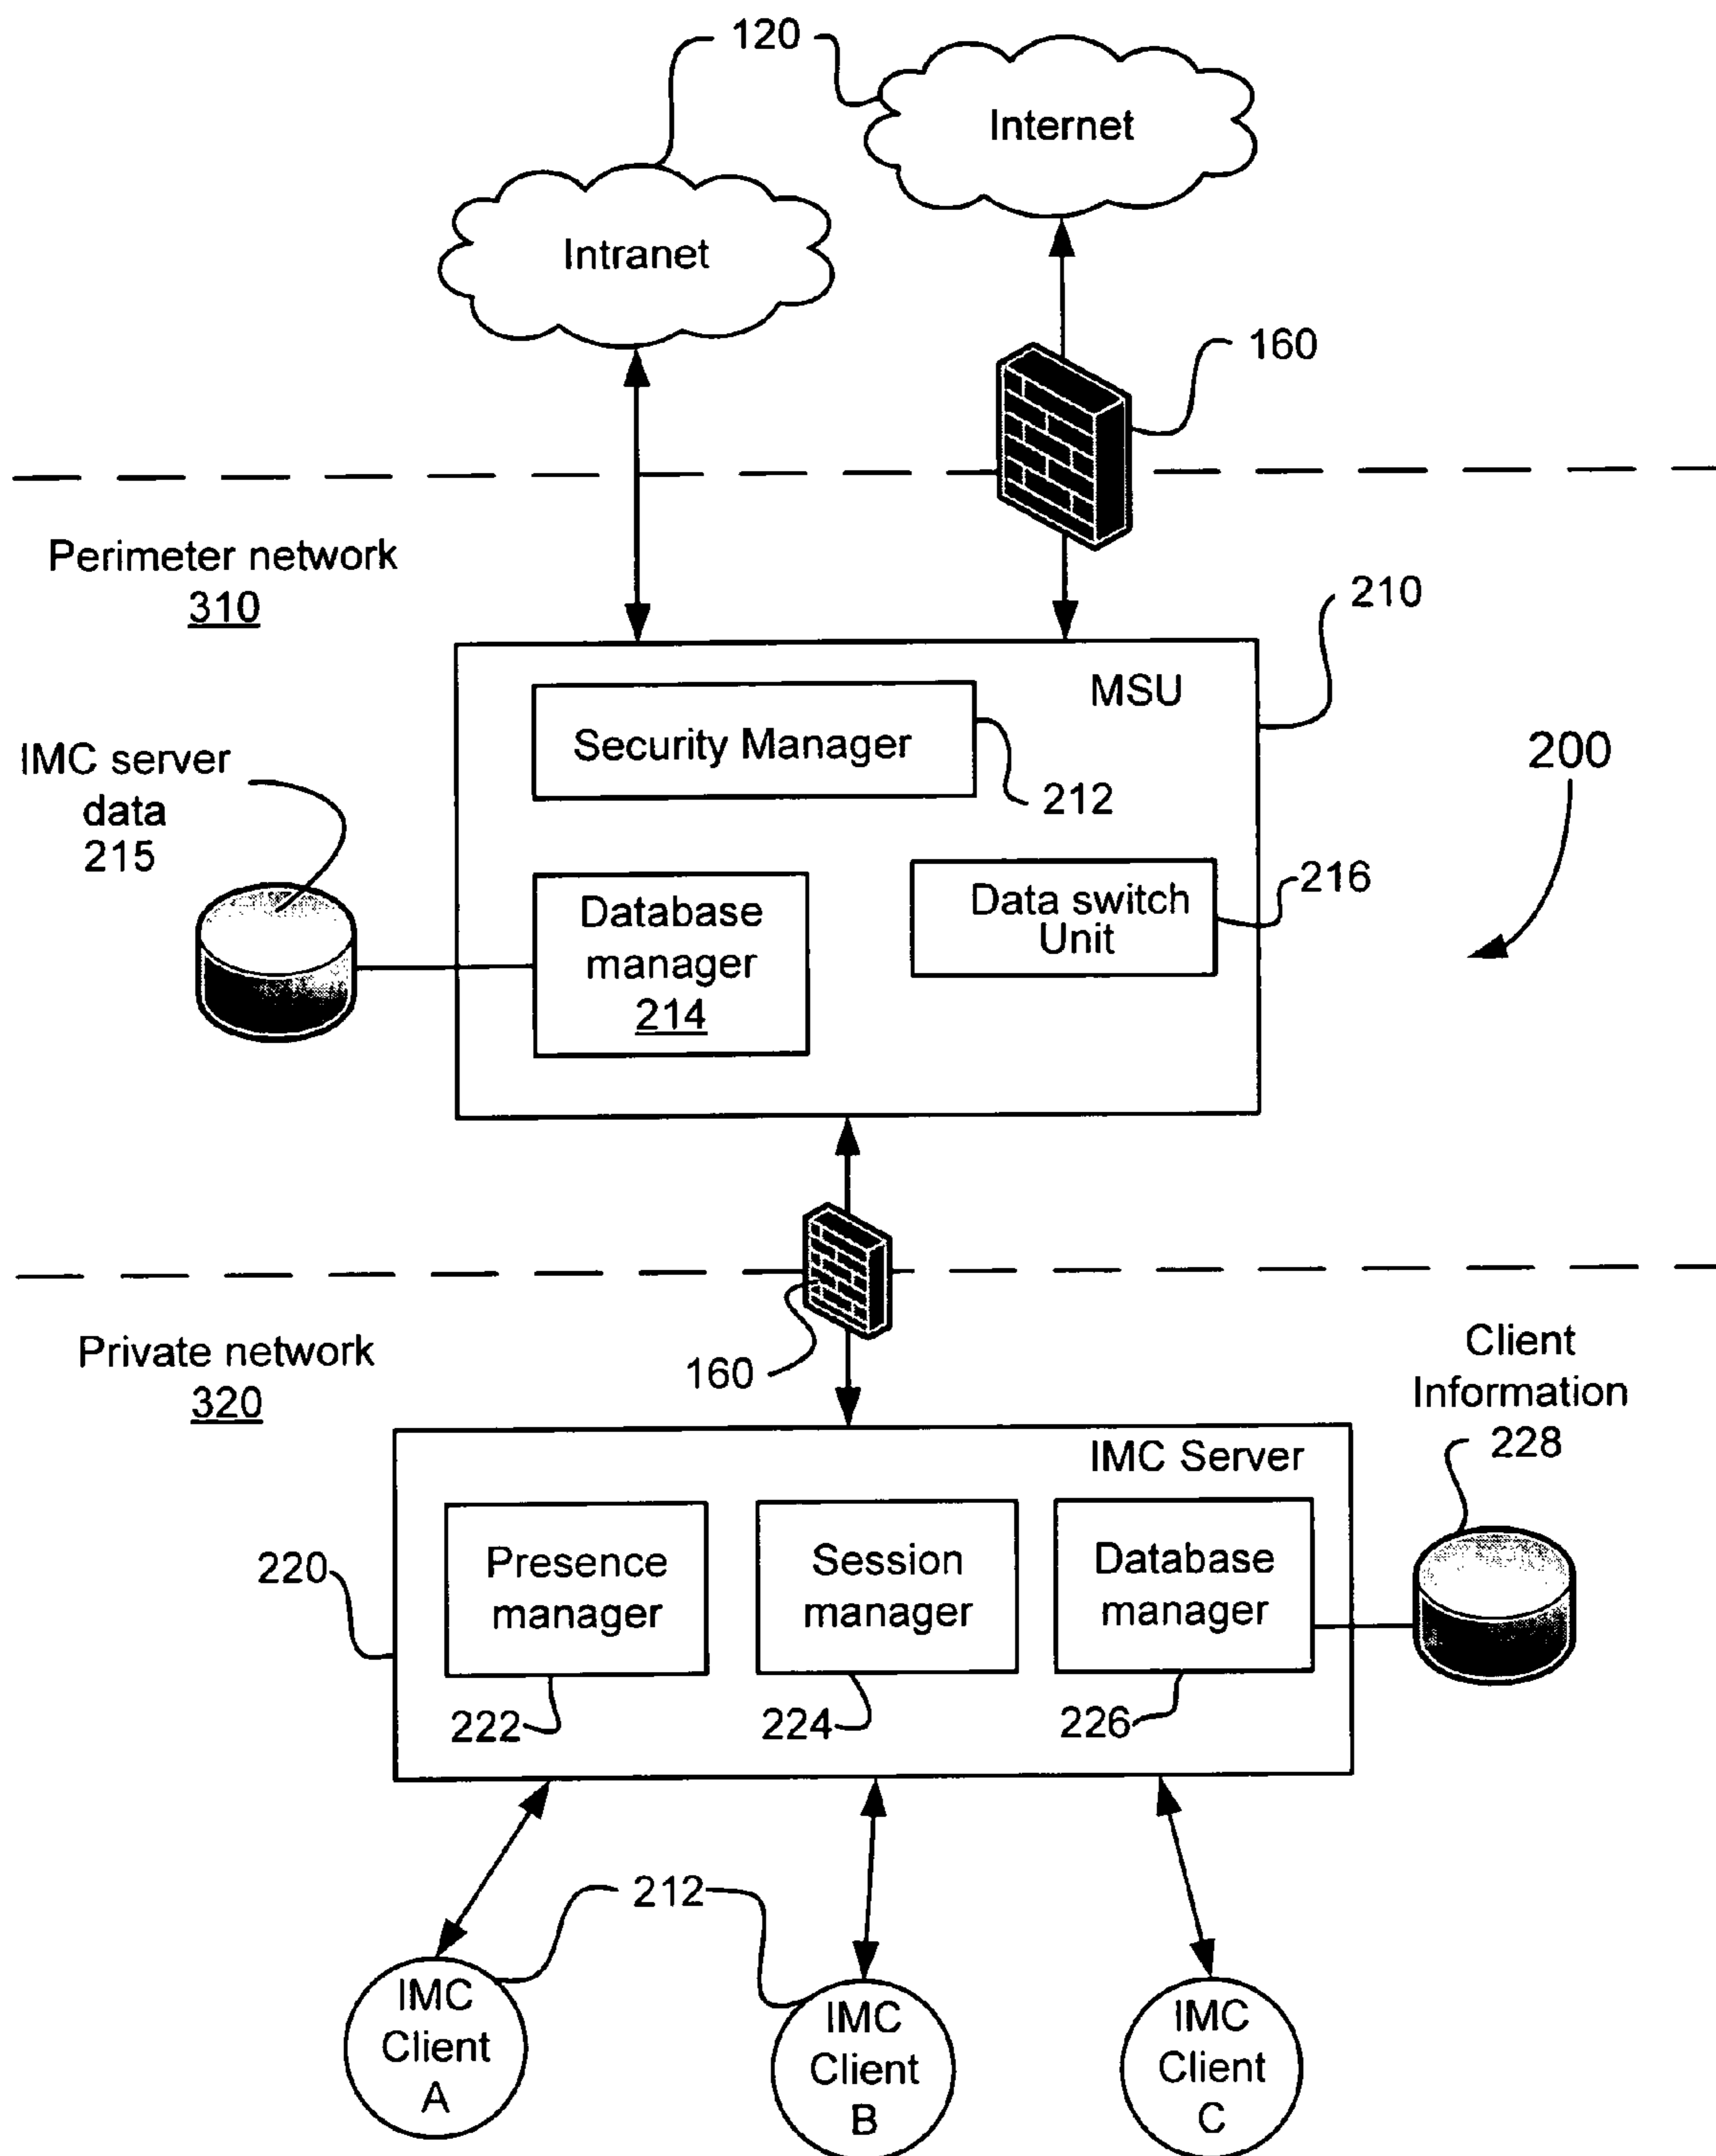 120
Internet
Intranet
160
Perimeter network
310
210
MSU
Security Manager
212
200
IMC server
data
215
Database
manager
214
Data switch
Unit
216
Private network
320
160
Client
Information
228
IMC Server
220
Presence
manager
Session
manager
Database
manager
222
224
226
212
IMC
Client
A
IMC
Client
B
IMC
Client
C